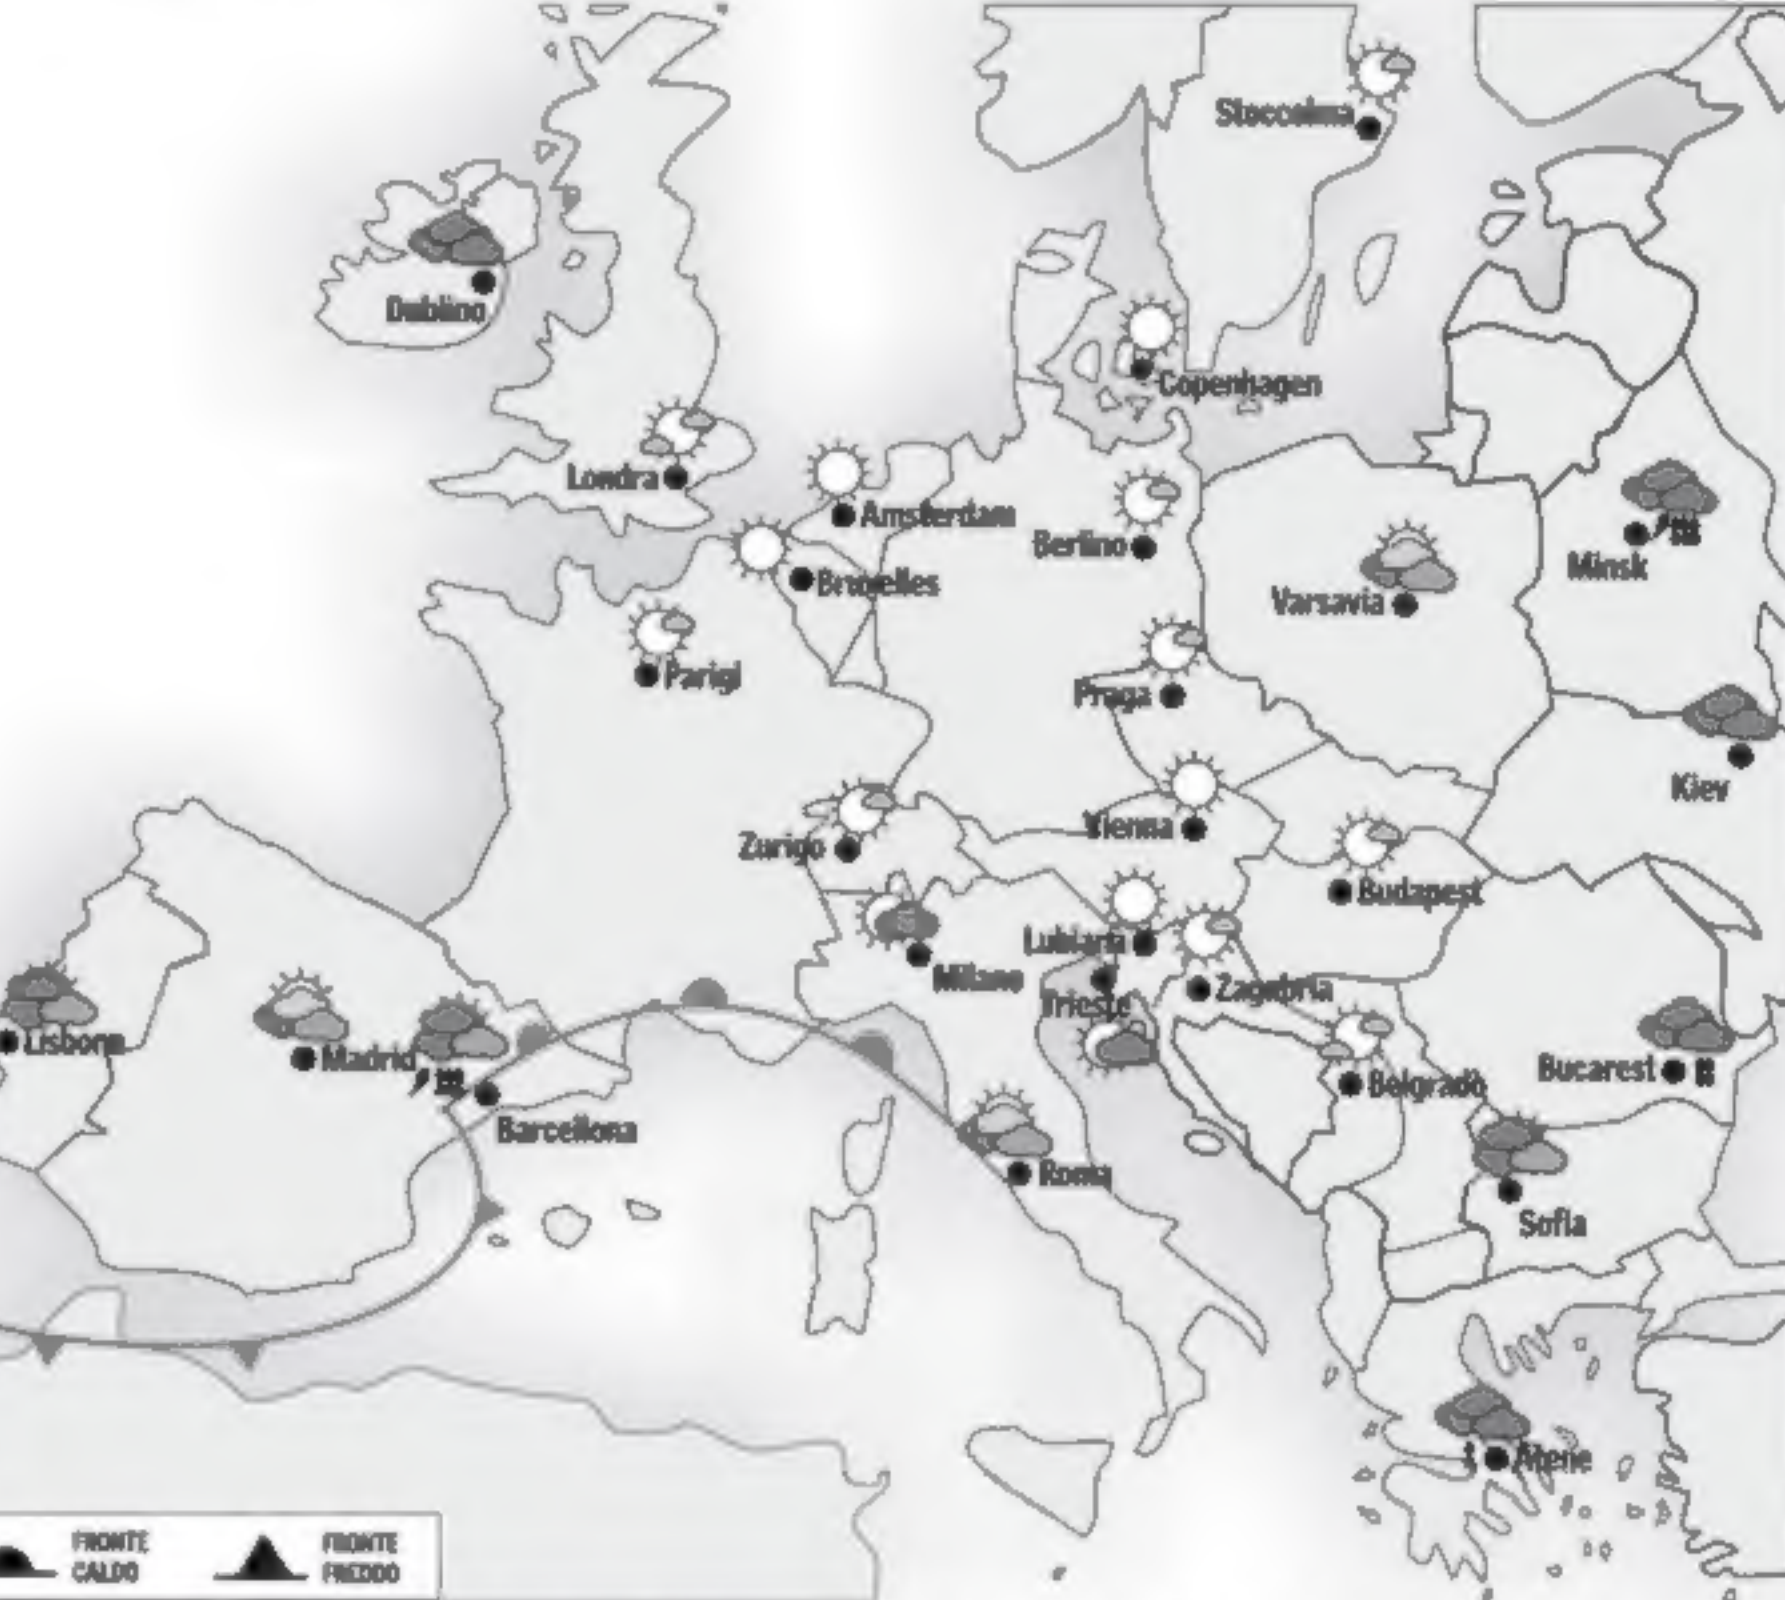 Stoccolma
Dublino
Copenhagen
Londra
Amsterdam
Berlino
Minsk
Bruxelles
Varsavia
Parigi
Praga
Kiev
Vienna
Zurigo
Budapest
Lubiana
Milano
Zagabria
Trieste
Lisbona
Madrid
Bucarest
Belgrado
Barcellona
Roma
Sofia
Atene
FRONTE
CALDO
FRONTE
FREDDO